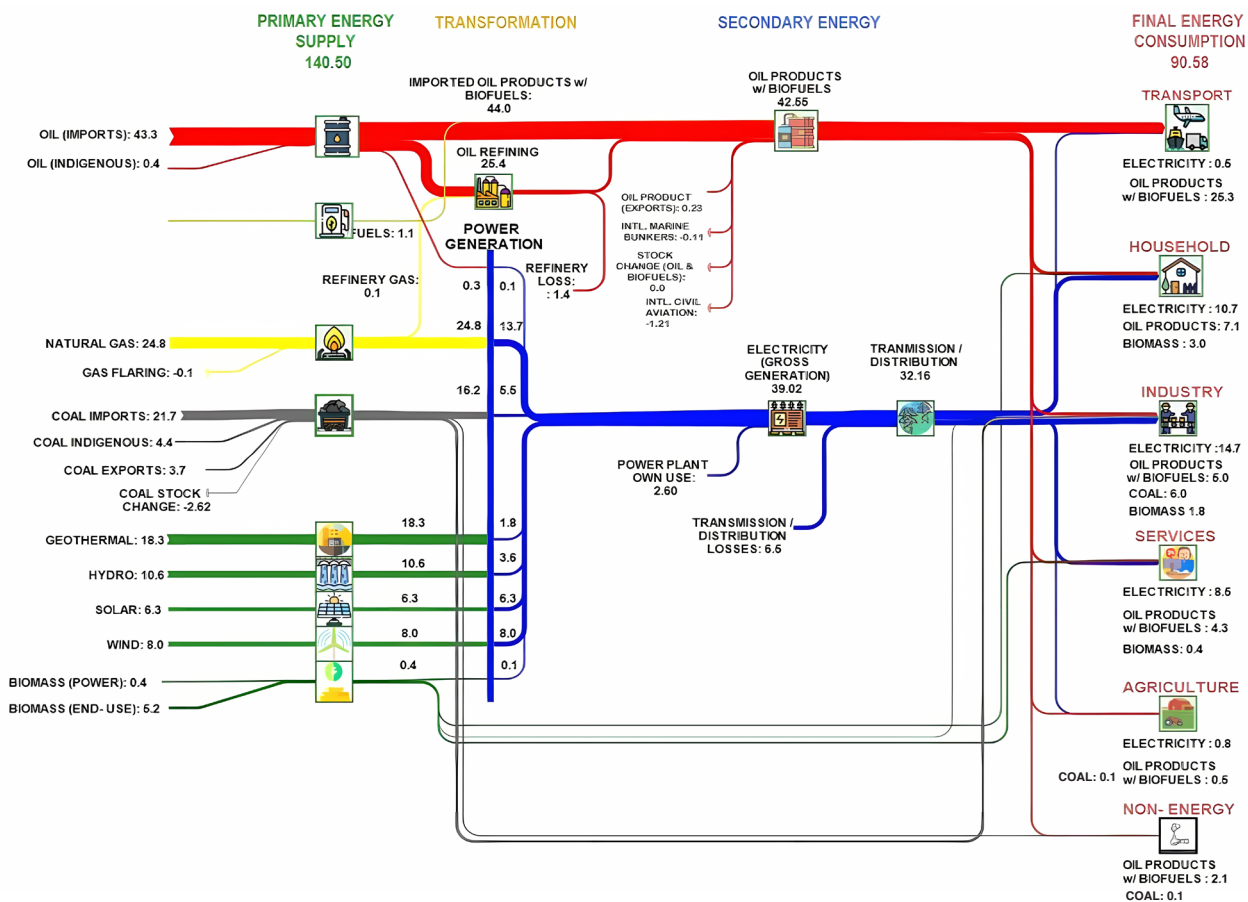 PRIMARY ENERGY
SUPPLY
140.50
TRANSFORMATION
SECONDARY ENERGY
FINAL ENERGY
CONSUMPTION
90.58
IMPORTED OIL PRODUCTS w/
BIOFUELS:
44.0
OIL PRODUCTS
w/ BIOFUELS
42.55
TRANSPORT
OIL (IMPORTS): 43.3
OIL (INDIGENOUS): 0.4
OIL REFINING
25.4
ELECTRICITY : 0.5
OIL PRODUCTS
w/ BIOFUELS : 25.3
OIL PRODUCT
(EXPORTS): 0.23
INTL. MARINE
BUNKERS: -0.11
STOCK
CHANGE (OIL &
BIOFUELS):
0.0
INTL. CIVIL
AVIATION:
-1.21
FUELS: 1.1
POWER
GENERATION
REFINERY GAS:
0.1
REFINERY
LOSS:
: 1.4
0.3
0.1
HOUSEHOLD
ELECTRICITY : 10.7
OIL PRODUCTS: 7.1
BIOMASS : 3.0
24.8
13.7
NATURAL GAS: 24.8
GAS FLARING: -0.1
ELECTRICITY
(GROSS
GENERATION)
39.02
TRANMISSION /
DISTRIBUTION
32.16
16.2
5.5
COAL IMPORTS: 21.7
COAL INDIGENOUS: 4.4
COAL EXPORTS: 3.7
COAL STOCK
CHANGE: -2.62
INDUSTRY
ELECTRICITY :14.7
OIL PRODUCTS
w/ BIOFUELS: 5.0
COAL: 6.0
BIOMASS 1.8
POWER PLANT
OWN USE:
2.60
TRANSMISSION /
DISTRIBUTION
LOSSES: 6.5
18.3
1.8
GEOTHERMAL: 18.3
SERVICES
10.6
3.6
HYDRO: 10.6
ELECTRICITY : 8.5
OIL PRODUCTS
w/ BIOFUELS : 4.3
BIOMASS: 0.4
6.3
6.3
SOLAR: 6.3
8.0
8.0
WIND: 8.0
0.4
0.1
BIOMASS (POWER): 0.4
BIOMASS (END- USE): 5.2
AGRICULTURE
ELECTRICITY : 0.8
OIL PRODUCTS
w/ BIOFUELS : 0.5
COAL: 0.1
NON- ENERGY
OIL PRODUCTS
w/ BIOFUELS : 2.1
COAL: 0.1